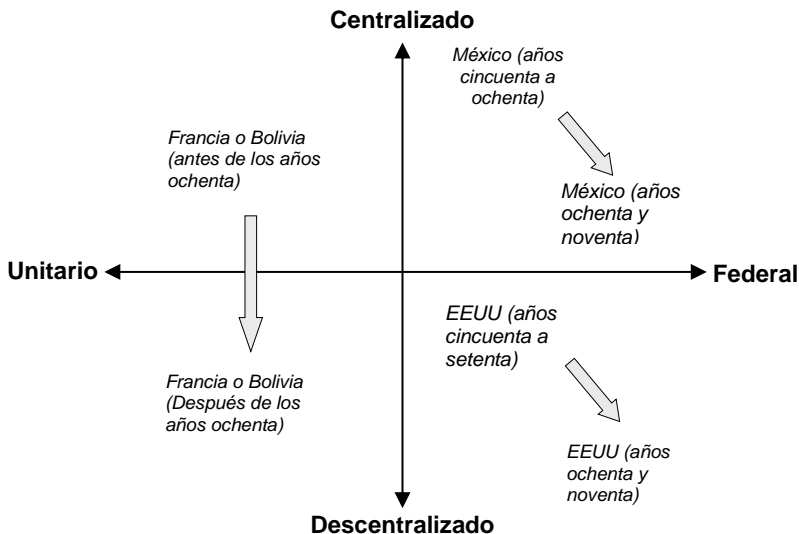 Centralizado
México (años
cincuenta a
ochenta)
Francia o Bolivia
(antes de los años
ochenta)
México (años
ochenta y
noventa)
Unitario
Federal
EEUU (años
cincuenta a
setenta)
Francia o Bolivia
(Después de los
años ochenta)
EEUU (años
ochenta y
noventa)
Descentralizado